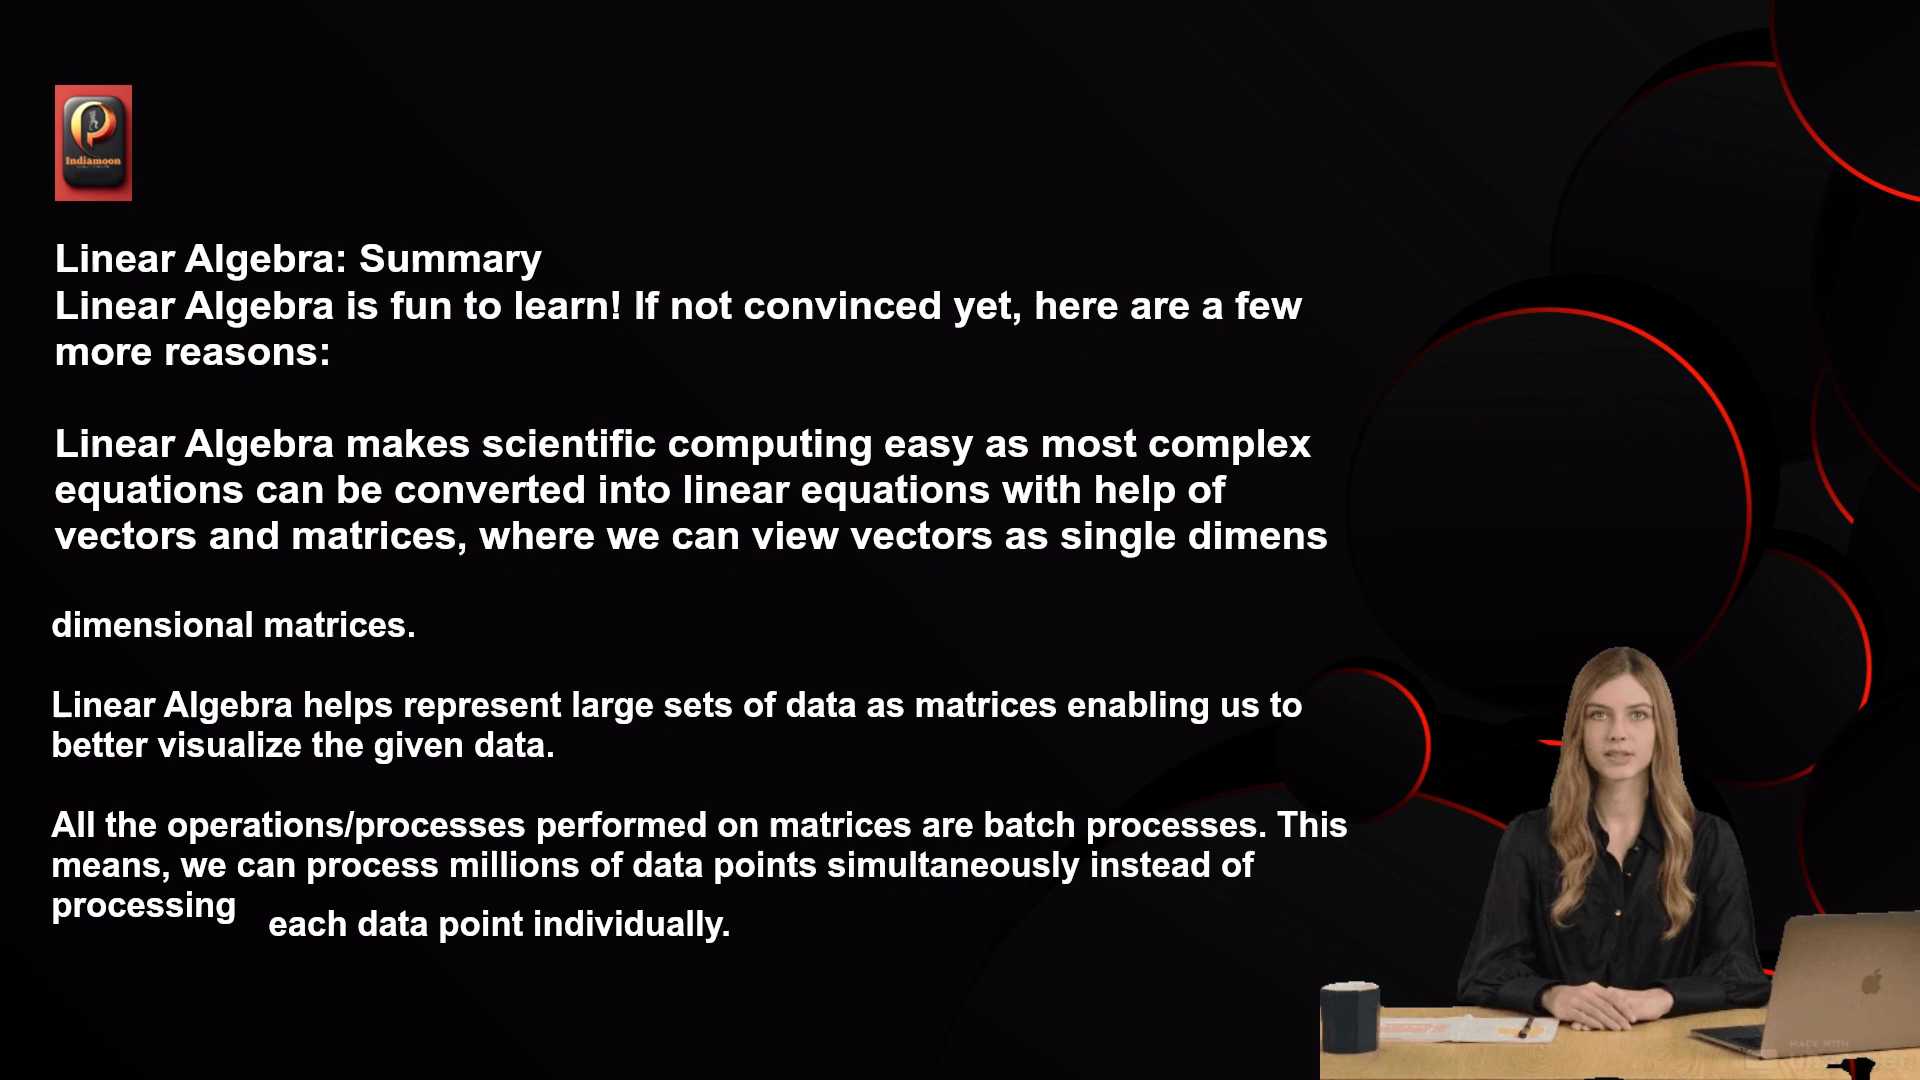 Indiamoon
Linear Algebra: Summary
Linear Algebra is fun to learn! If not convinced yet, here are a few
more reasons:
Linear Algebra makes scientific computing easy as most complex
equations can be converted into linear equations with help of
vectors and matrices, where we can view vectors as single dimens
dimensional matrices.
Linear Algebra helps represent large sets of data as matrices enabling us to
better visualize the given data.
All the operations/processes performed on matrices are batch processes. This
means, we can process millions of data points simultaneously instead of
processing
each data point individually.
MADE WITH